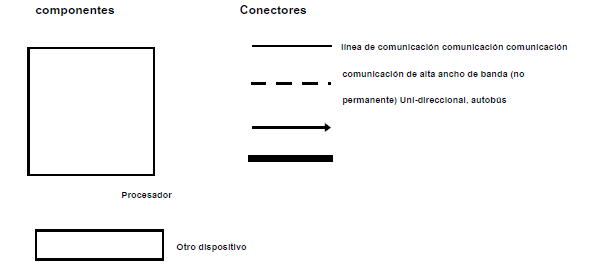 componentes
Conectores
línea de comunicación comunicación comunicación
comunicación de alta ancho de banda (no
permanente) Uni-direccional, autobús
Procesador
Otro dispositivo